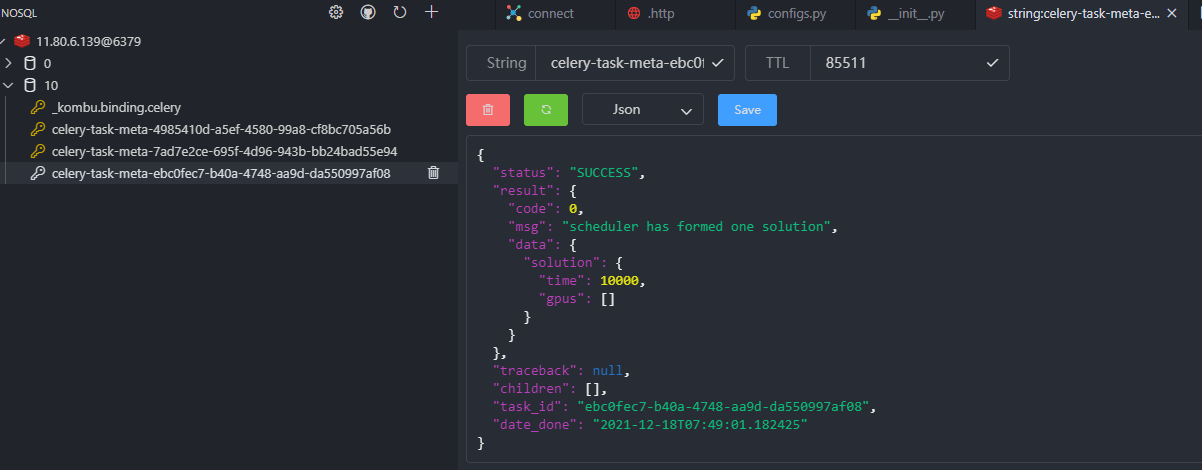 NOSQL
connect
.http
configs.py
__init__.py
string:celery-task-meta-e...
11.80.6.139@6379
0
10
_kombu.binding.celery
celery-task-meta-4985410d-a5ef-4580-99a8-cf8bc705a56b
celery-task-meta-7ad7e2ce-695f-4d96-943b-bb24bad55e94
celery-task-meta-ebc0fec7-b40a-4748-aa9d-da550997af08
String
celery-task-meta-ebc0f
TTL
85511
Json
Save
{
"status": "SUCCESS",
"result": {
"code": 0,
"msg": "scheduler has formed one solution",
"data": {
"solution": {
"time": 10000,
"gpus": []
}
}
},
"traceback": null,
"children": [],
"task_id": "ebc0fec7-b40a-4748-aa9d-da550997af08",
"date_done": "2021-12-18T07:49:01.182425"
}